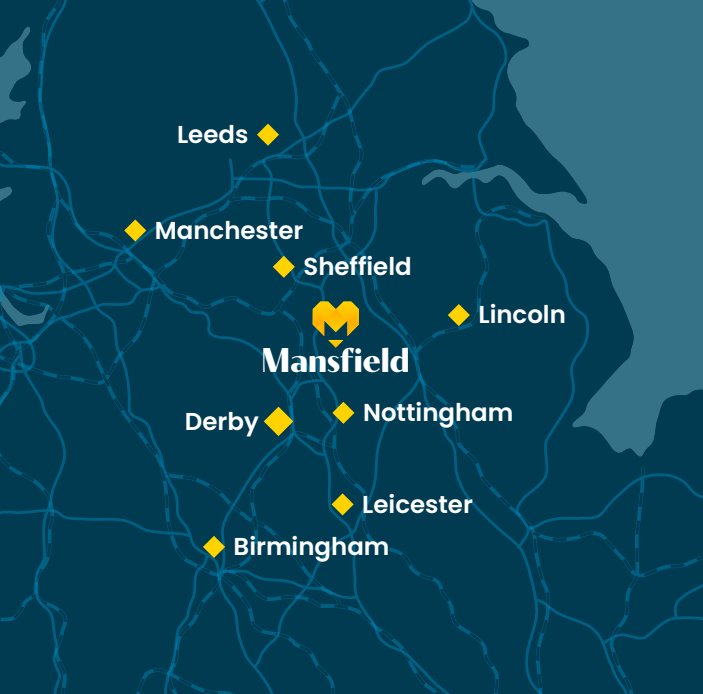 Leeds
Manchester
Sheffield
Lincoln
Mansfield
Nottingham
Derby
Leicester
Birmingham